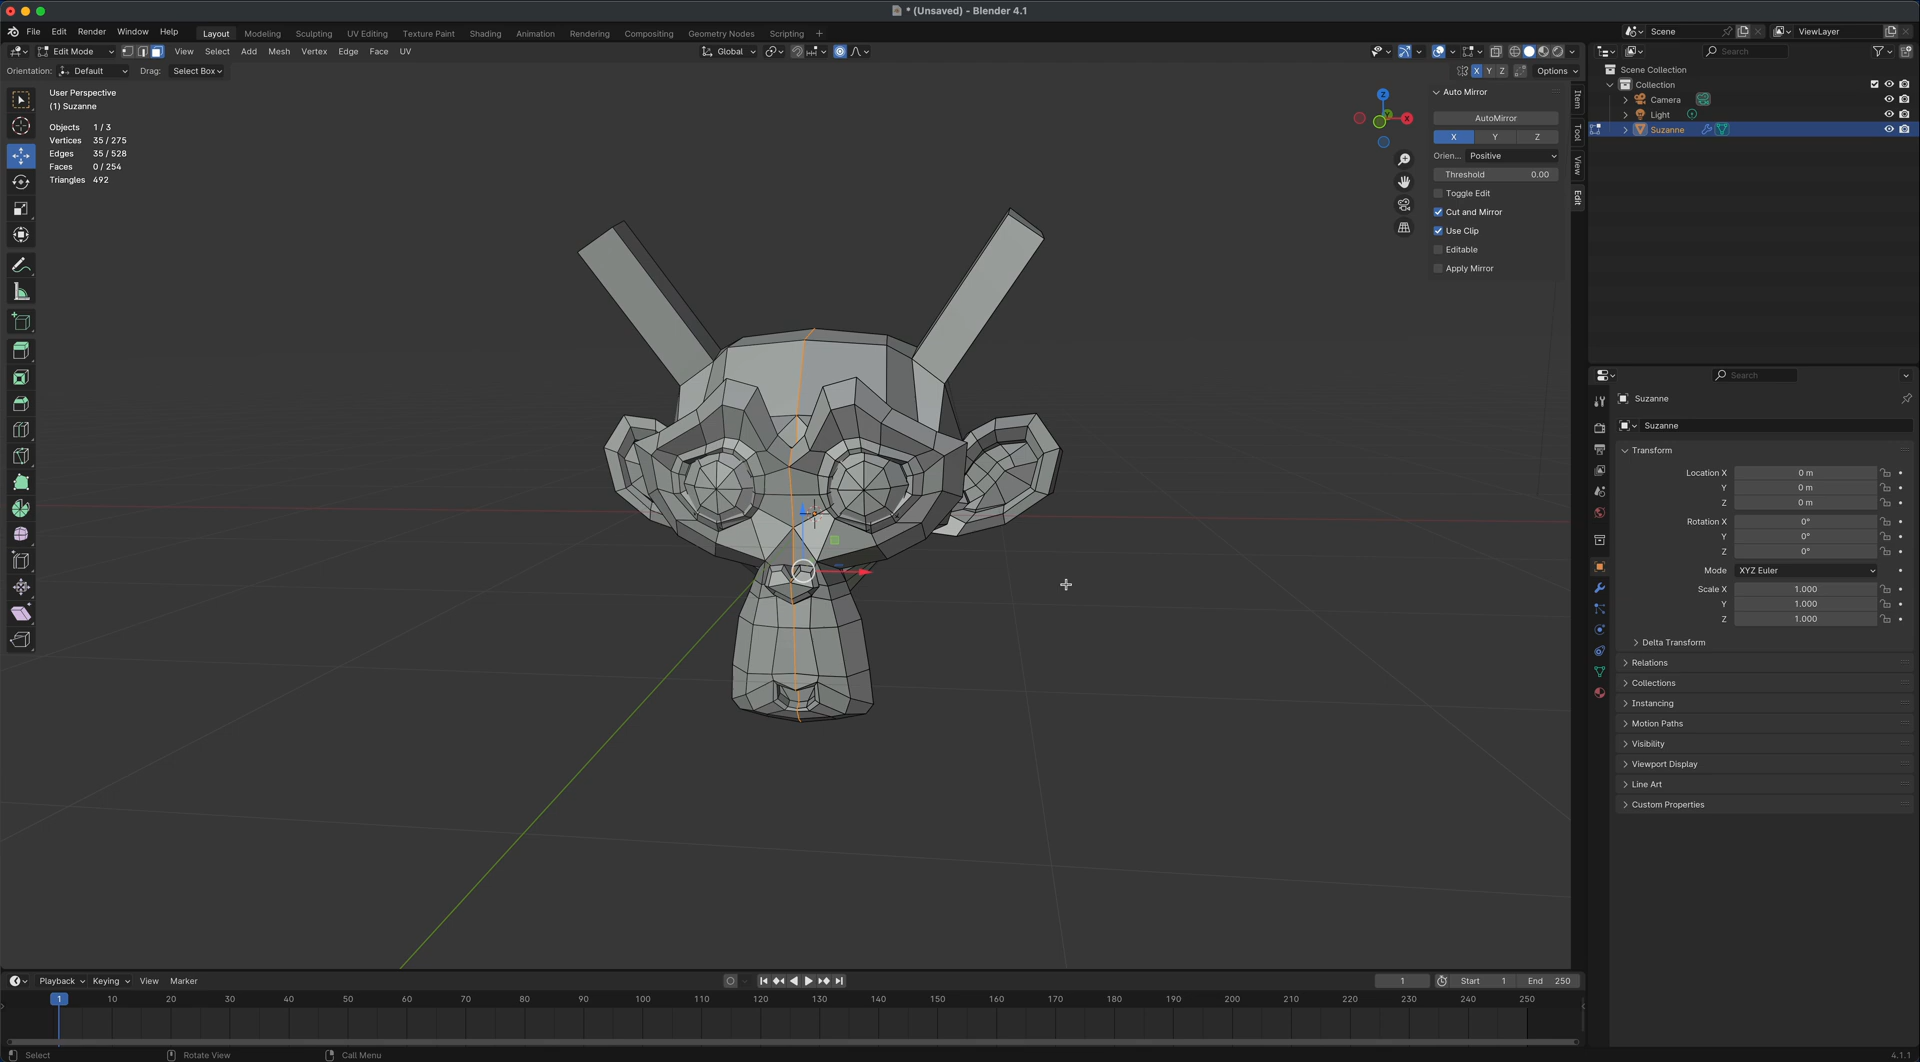 * (Unsaved) - Blender 4.1
File Edit Render Window Help Layout Modeling Sculpting UV Editing Texture Paint Shading Animation Rendering Compositing Geometry Nodes Scripting + Scene ViewLayer
Edit Mode View Select Add Mesh Vertex Edge Face UV Global Search
Orientation: Default Drag: Select Box X Y Z Options
User Perspective
(1) Suzanne
Objects 1 / 3
Vertices 35 / 275
Edges 35 / 528
Faces 0 / 254
Triangles 492
Z
X
Auto Mirror
AutoMirror
X Y Z
Orien... Positive
Threshold 0.00
Toggle Edit
Cut and Mirror
Use Clip
Editable
Apply Mirror
Item
Tool
View
Edit
Scene Collection
Collection
Camera
Light
Suzanne
Search
Suzanne
Suzanne
Transform
Location X 0 m
Y 0 m
Z 0 m
Rotation X 0°
Y 0°
Z 0°
Mode XYZ Euler
Scale X 1.000
Y 1.000
Z 1.000
Delta Transform
Relations
Collections
Instancing
Motion Paths
Visibility
Viewport Display
Line Art
Custom Properties
Playback Keying View Marker 1 Start 1 End 250
1 10 20 30 40 50 60 70 80 90 100 110 120 130 140 150 160 170 180 190 200 210 220 230 240 250
Select Rotate View Call Menu 4.1.1